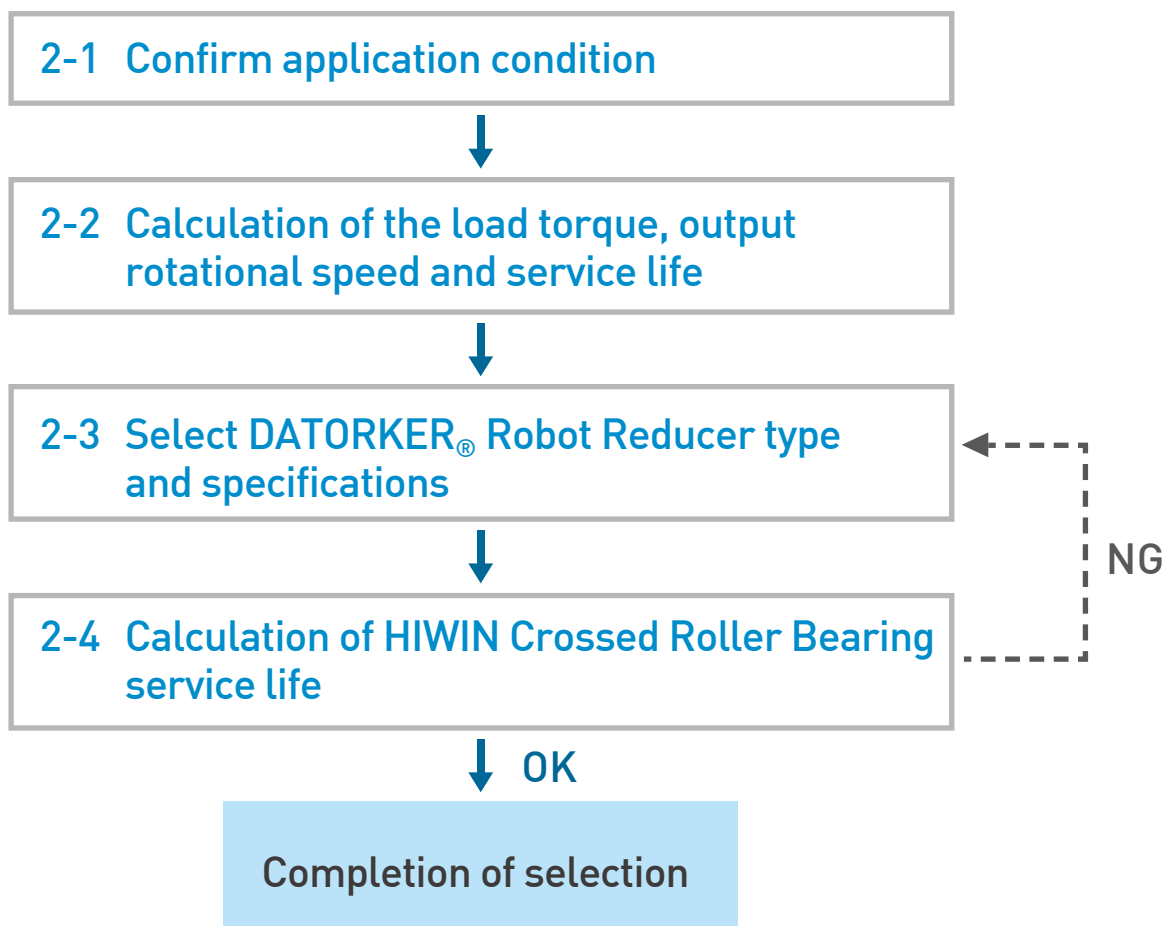 2-1 Confirm application condition
2-2 Calculation of the load torque, output
rotational speed and service life
2-3 Select DATORKER® Robot Reducer type
and specifications
NG
2-4 Calculation of HIWIN Crossed Roller Bearing
service life
OK
Completion of selection